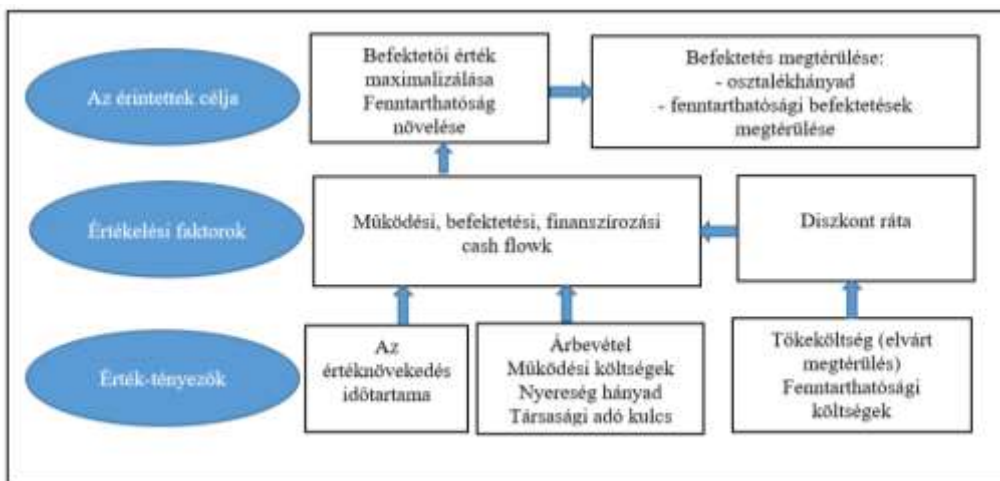 Az érintettek célja
Befektetői érték
maximalizálása
Fenntarthatóság
növelése
Befektetés megtérülése:
- osztalékhányad
- fenntarthatósági befektetések
megtérülése
Értékelési faktorok
Működési, befektetési, finanszírozási
cash flowk
Diszkont ráta
Érték-tényezők
Az
értéknövekedés
időtartama
Árbevétel
Működési költségek
Nyereség hányad
Társasági adó kulcs
Tőkeköltség (elvárt
megtérülés)
Fenntarthatósági
költségek